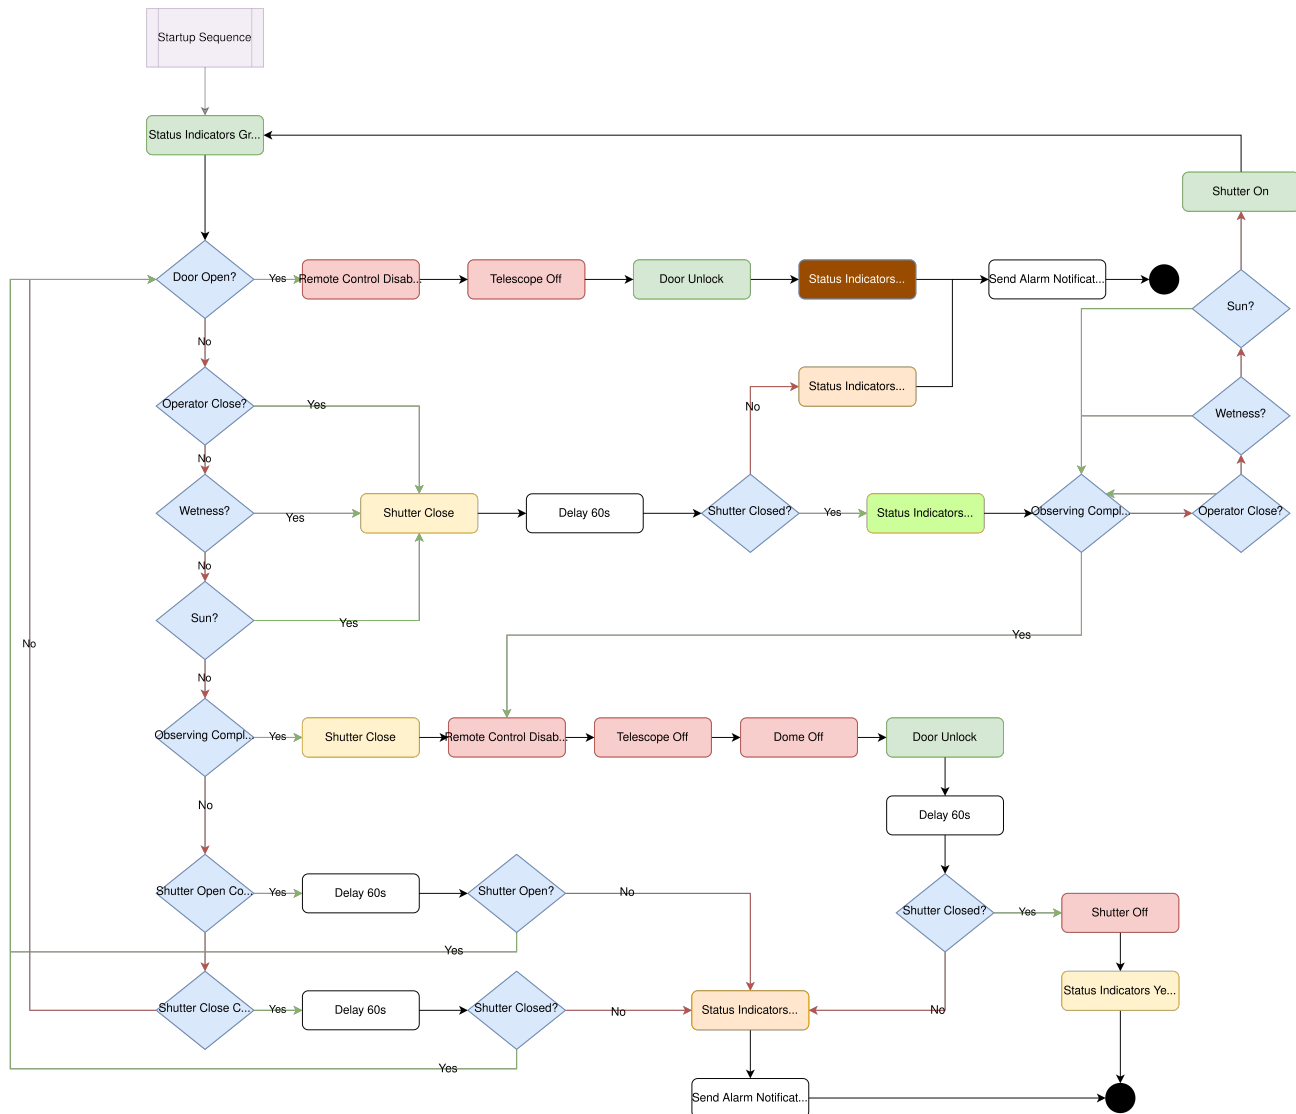 Startup Sequence
Status Indicators Gr...
Shutter On
Door Open?
Yes
Remote Control Disab...
Telescope Off
Door Unlock
Status Indicators...
Send Alarm Notificat...
Sun?
No
Operator Close?
Yes
Status Indicators...
No
Wetness?
No
Wetness?
Yes
Shutter Close
Delay 60s
Shutter Closed?
Yes
Status Indicators...
Observing Compl...
Operator Close?
No
Sun?
Yes
Yes
No
No
Observing Compl...
Yes
Shutter Close
Remote Control Disab...
Telescope Off
Dome Off
Door Unlock
No
Delay 60s
Shutter Open Co...
Yes
Delay 60s
Shutter Open?
No
Shutter Closed?
Yes
Shutter Off
Yes
Shutter Close C...
Yes
Delay 60s
Shutter Closed?
No
Status Indicators...
No
Status Indicators Ye...
Yes
Send Alarm Notificat...